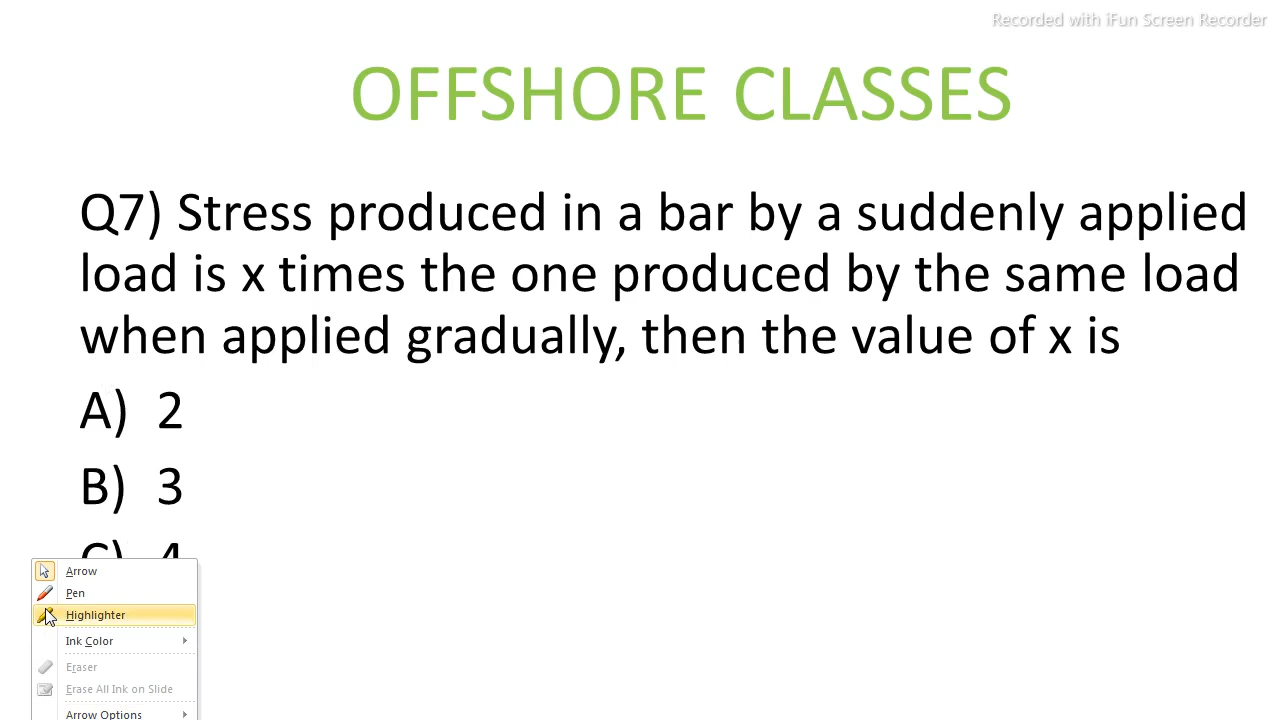 Recorded with iFun Screen Recorder
OFFSHORE CLASSES
Q7) Stress produced in a bar by a suddenly applied
load is x times the one produced by the same load
when applied gradually, then the value of x is
A) 2
B) 3
C) 4
Arrow
Pen
Highlighter
Ink Color
Eraser
Erase All Ink on Slide
Arrow Options